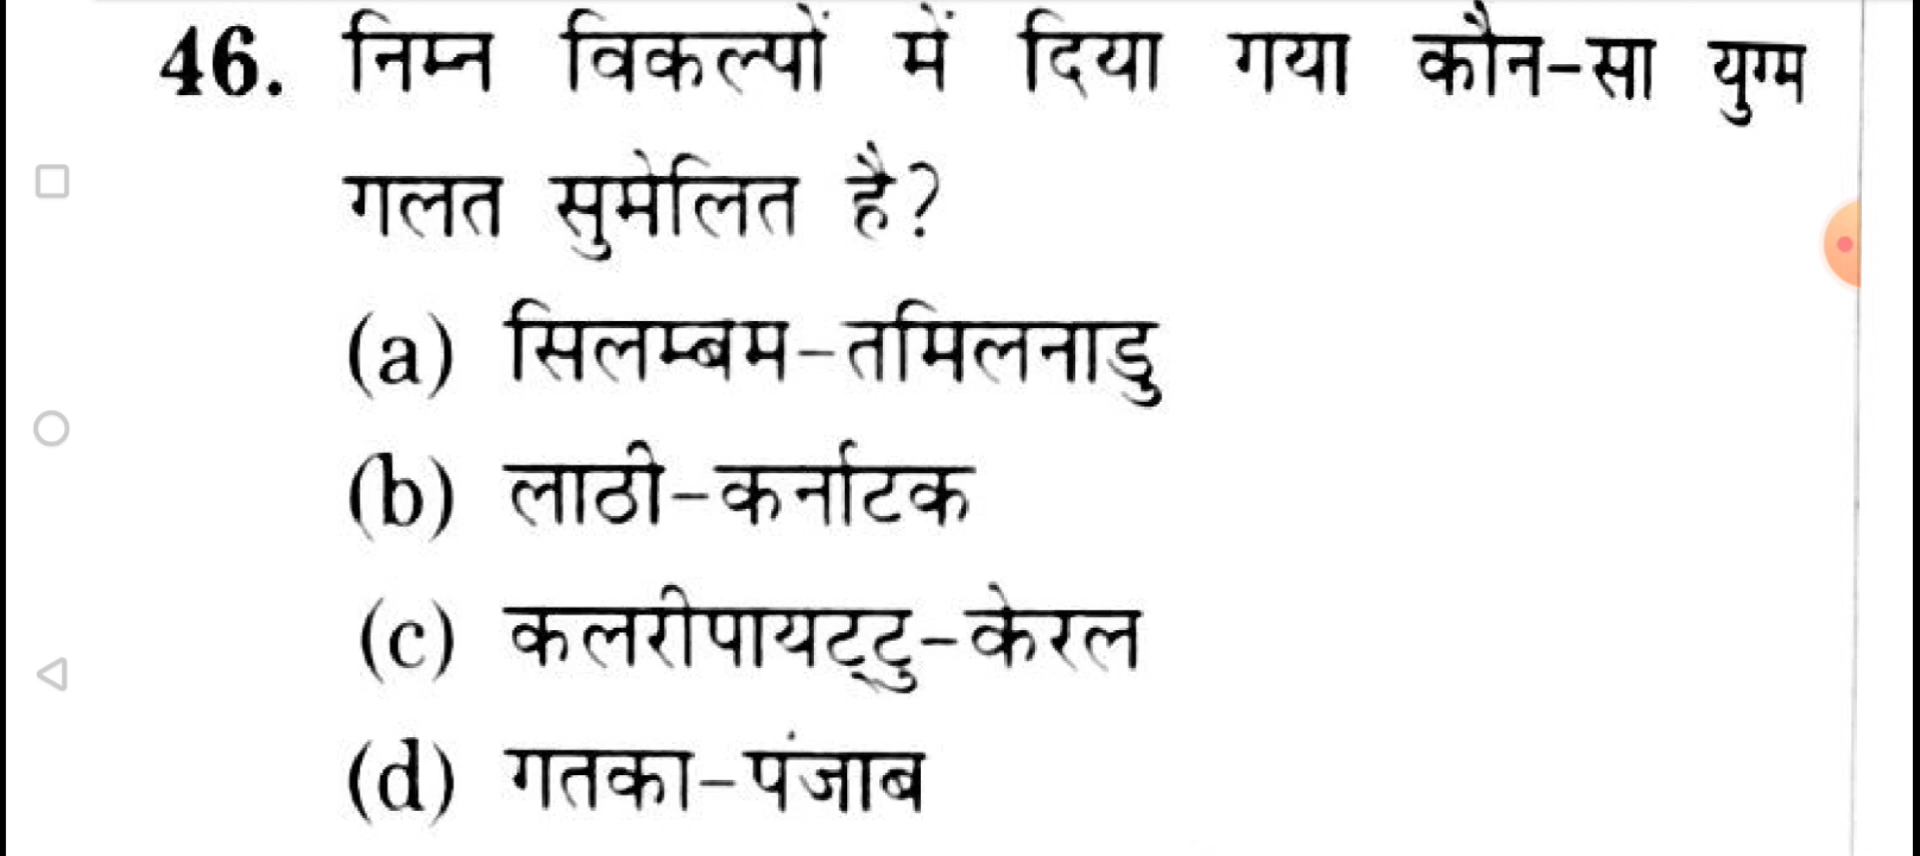 46. निम्न विकल्पों में दिया गया कौन-सा युग्म
गलत सुमेलित है?
(a) सिलम्बम-तमिलनाडु
(b) लाठी-कर्नाटक
(c) कलरीपायट्टु-केरल
(d) गतका-पंजाब